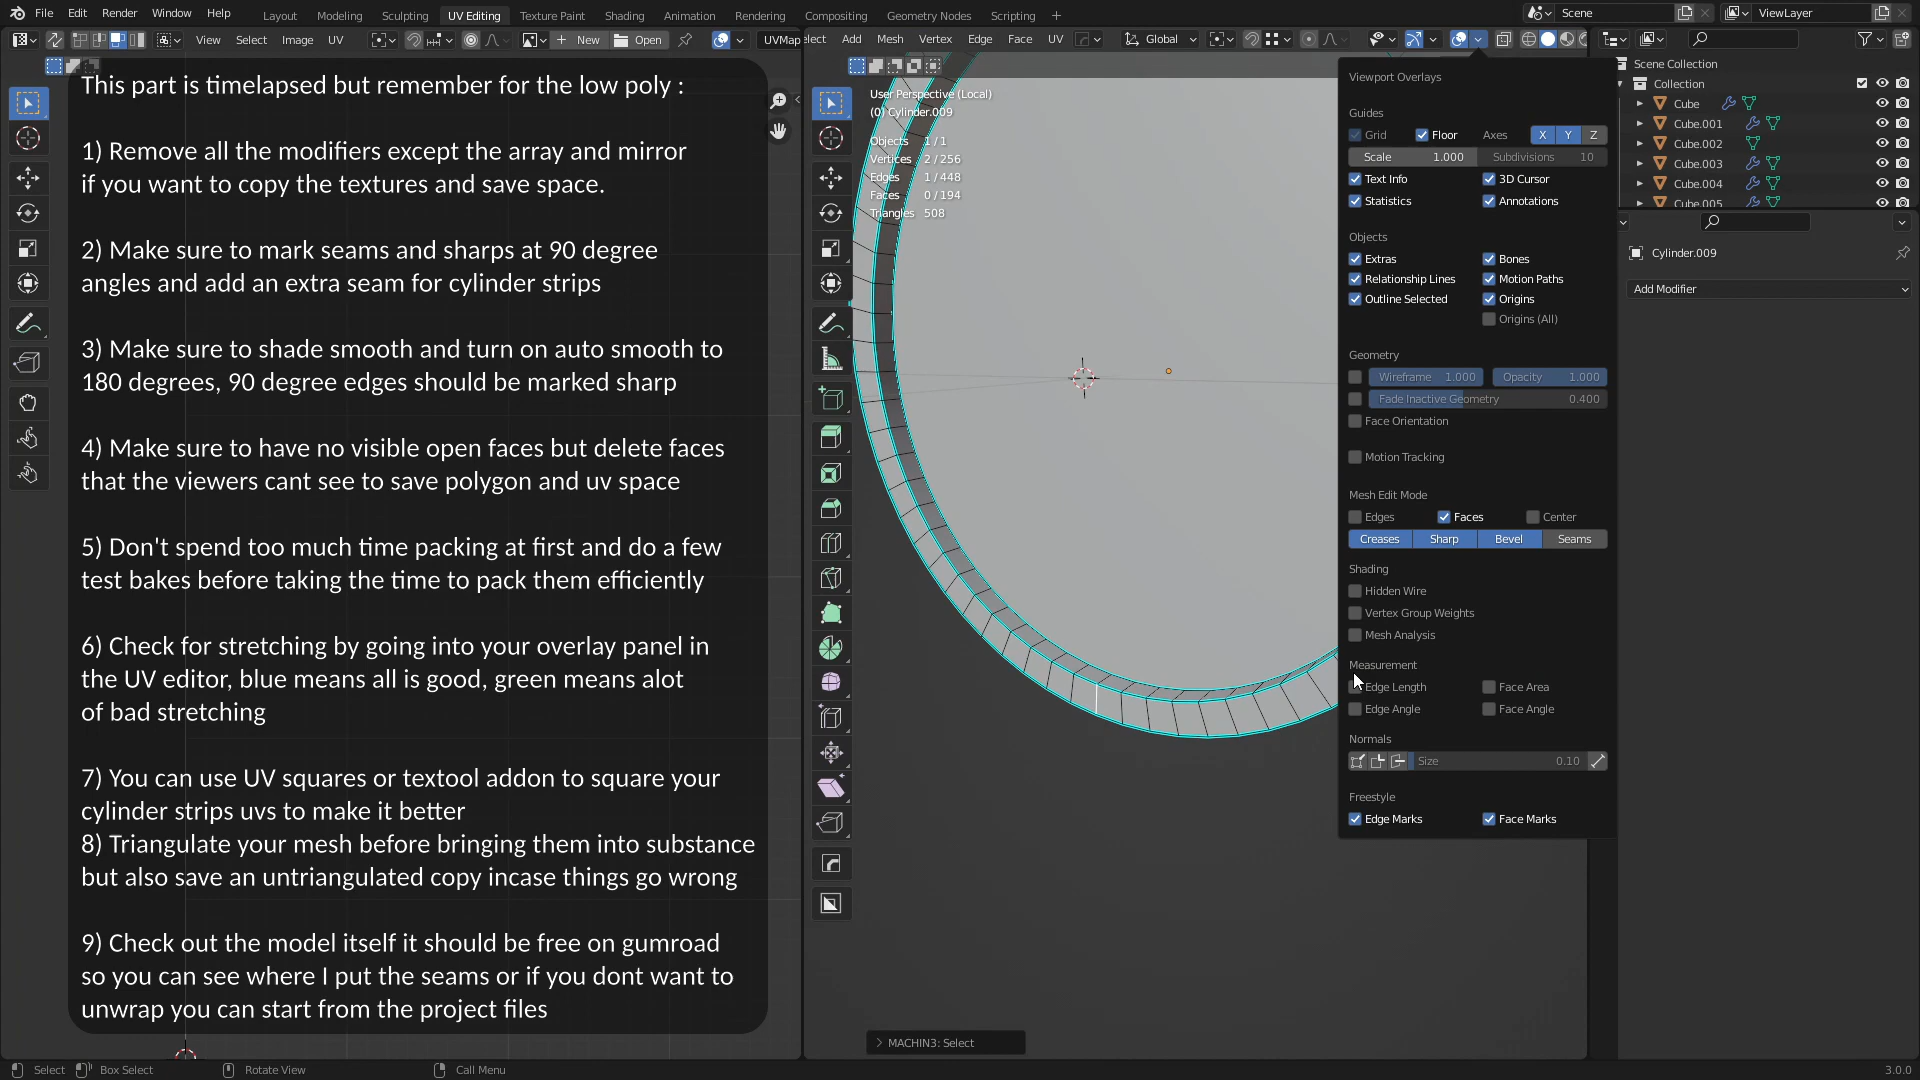 File Edit Render Window Help
Layout Modeling Sculpting UV Editing Texture Paint Shading Animation Rendering Compositing Geometry Nodes Scripting +
Scene
ViewLayer
View Select Image UV
New
Open
UVMap
elect Add Mesh Vertex Edge Face UV
Global
This part is timelapsed but remember for the low poly :
1) Remove all the modifiers except the array and mirror
if you want to copy the textures and save space.
2) Make sure to mark seams and sharps at 90 degree
angles and add an extra seam for cylinder strips
3) Make sure to shade smooth and turn on auto smooth to
180 degrees, 90 degree edges should be marked sharp
4) Make sure to have no visible open faces but delete faces
that the viewers cant see to save polygon and uv space
5) Don't spend too much time packing at first and do a few
test bakes before taking the time to pack them efficiently
6) Check for stretching by going into your overlay panel in
the UV editor, blue means all is good, green means alot
of bad stretching
7) You can use UV squares or textool addon to square your
cylinder strips uvs to make it better
8) Triangulate your mesh before bringing them into substance
but also save an untriangulated copy incase things go wrong
9) Check out the model itself it should be free on gumroad
so you can see where I put the seams or if you dont want to
unwrap you can start from the project files
User Perspective (Local)
(0) Cylinder.009
Objects 1/1
Vertices 2/256
Edges 1/448
Faces 0/194
Triangles 508
MACHIN3: Select
Viewport Overlays
Guides
Grid Floor Axes X Y Z
Scale 1.000 Subdivisions 10
Text Info 3D Cursor
Statistics Annotations
Objects
Extras Bones
Relationship Lines Motion Paths
Outline Selected Origins
Origins (All)
Geometry
Wireframe 1.000 Opacity 1.000
Fade Inactive Geometry 0.400
Face Orientation
Motion Tracking
Mesh Edit Mode
Edges Faces Center
Creases Sharp Bevel Seams
Shading
Hidden Wire
Vertex Group Weights
Mesh Analysis
Measurement
Edge Length Face Area
Edge Angle Face Angle
Normals
Size 0.10
Freestyle
Edge Marks Face Marks
Scene Collection
Collection
Cube
Cube.001
Cube.002
Cube.003
Cube.004
Cube.005
Cylinder.009
Add Modifier
Select Box Select Rotate View Call Menu
3.0.0